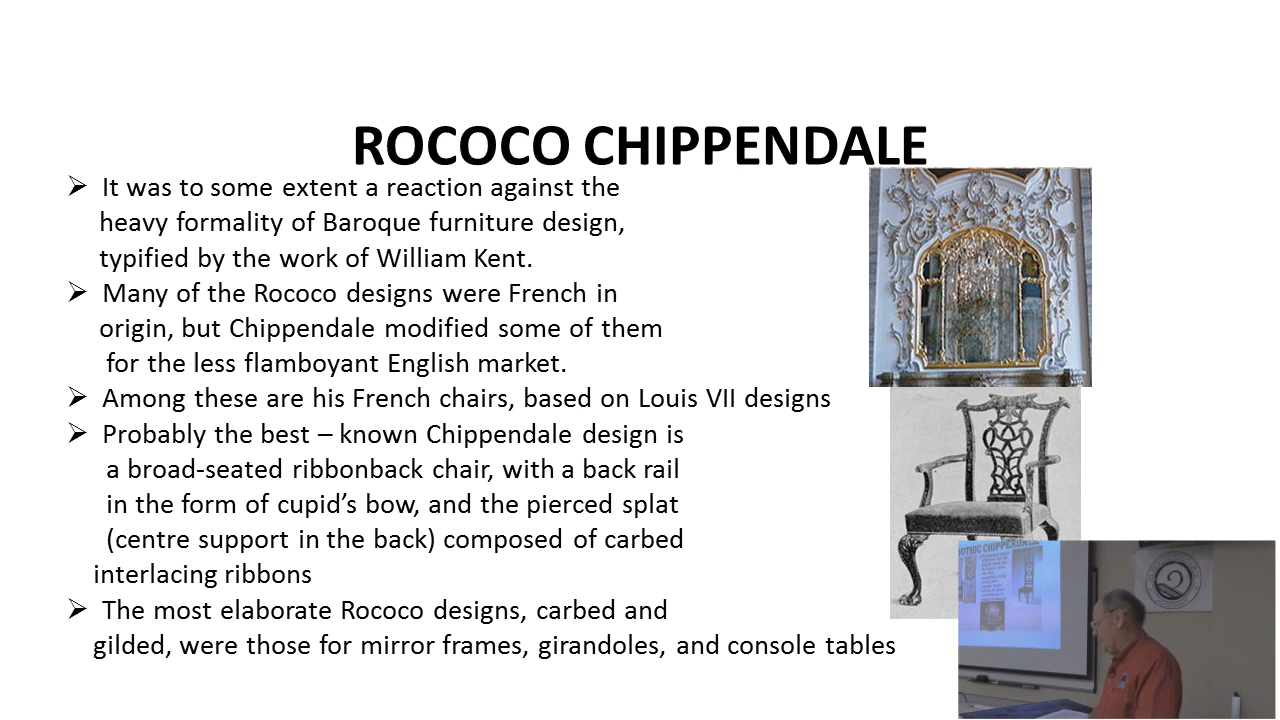 ROCOCO CHIPPENDALE
➢ It was to some extent a reaction against the
heavy formality of Baroque furniture design,
typified by the work of William Kent.
➢ Many of the Rococo designs were French in
origin, but Chippendale modified some of them
for the less flamboyant English market.
➢ Among these are his French chairs, based on Louis VII designs
➢ Probably the best – known Chippendale design is
a broad-seated ribbonback chair, with a back rail
in the form of cupid’s bow, and the pierced splat
(centre support in the back) composed of carbed
interlacing ribbons
➢ The most elaborate Rococo designs, carbed and
gilded, were those for mirror frames, girandoles, and console tables